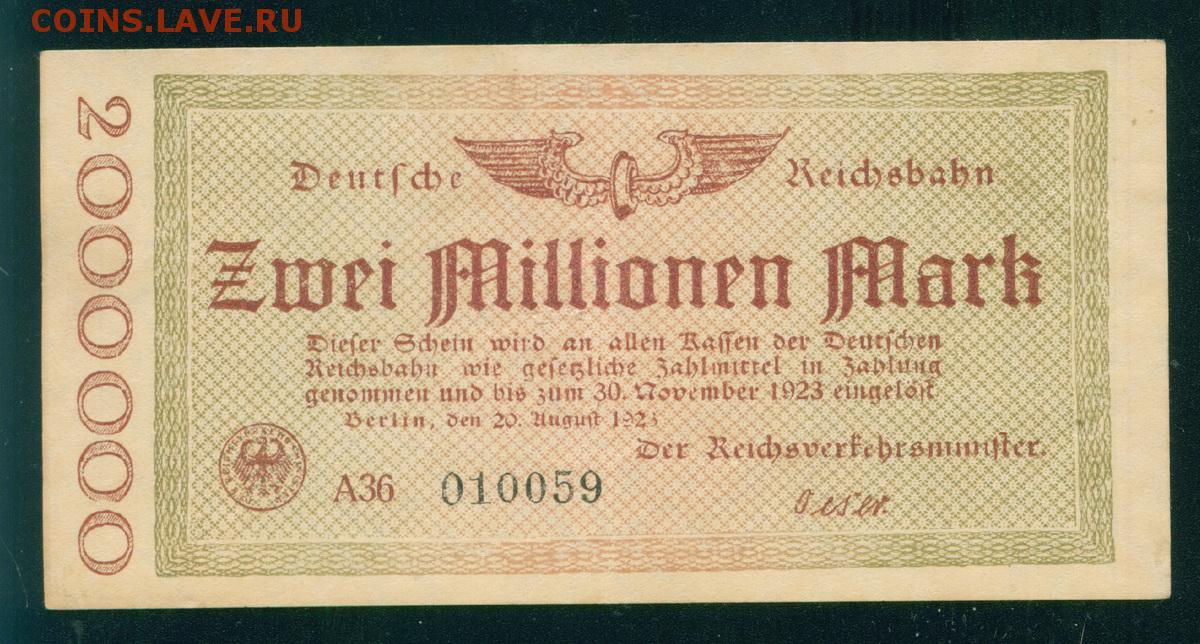 COINS.LAVE.RU
2000000
Deutsche Reichsbahn
Zwei Millionen Mark
Dieser Schein wird an allen Kassen der Deutschen
Reichsbahn wie gesetzliche Zahlmittel in Zahlung
genommen und bis zum 30. November 1923 eingelöst
Berlin, den 20. August 1923
Der Reichsverkehrsminister.
A36 010059
Oeser.